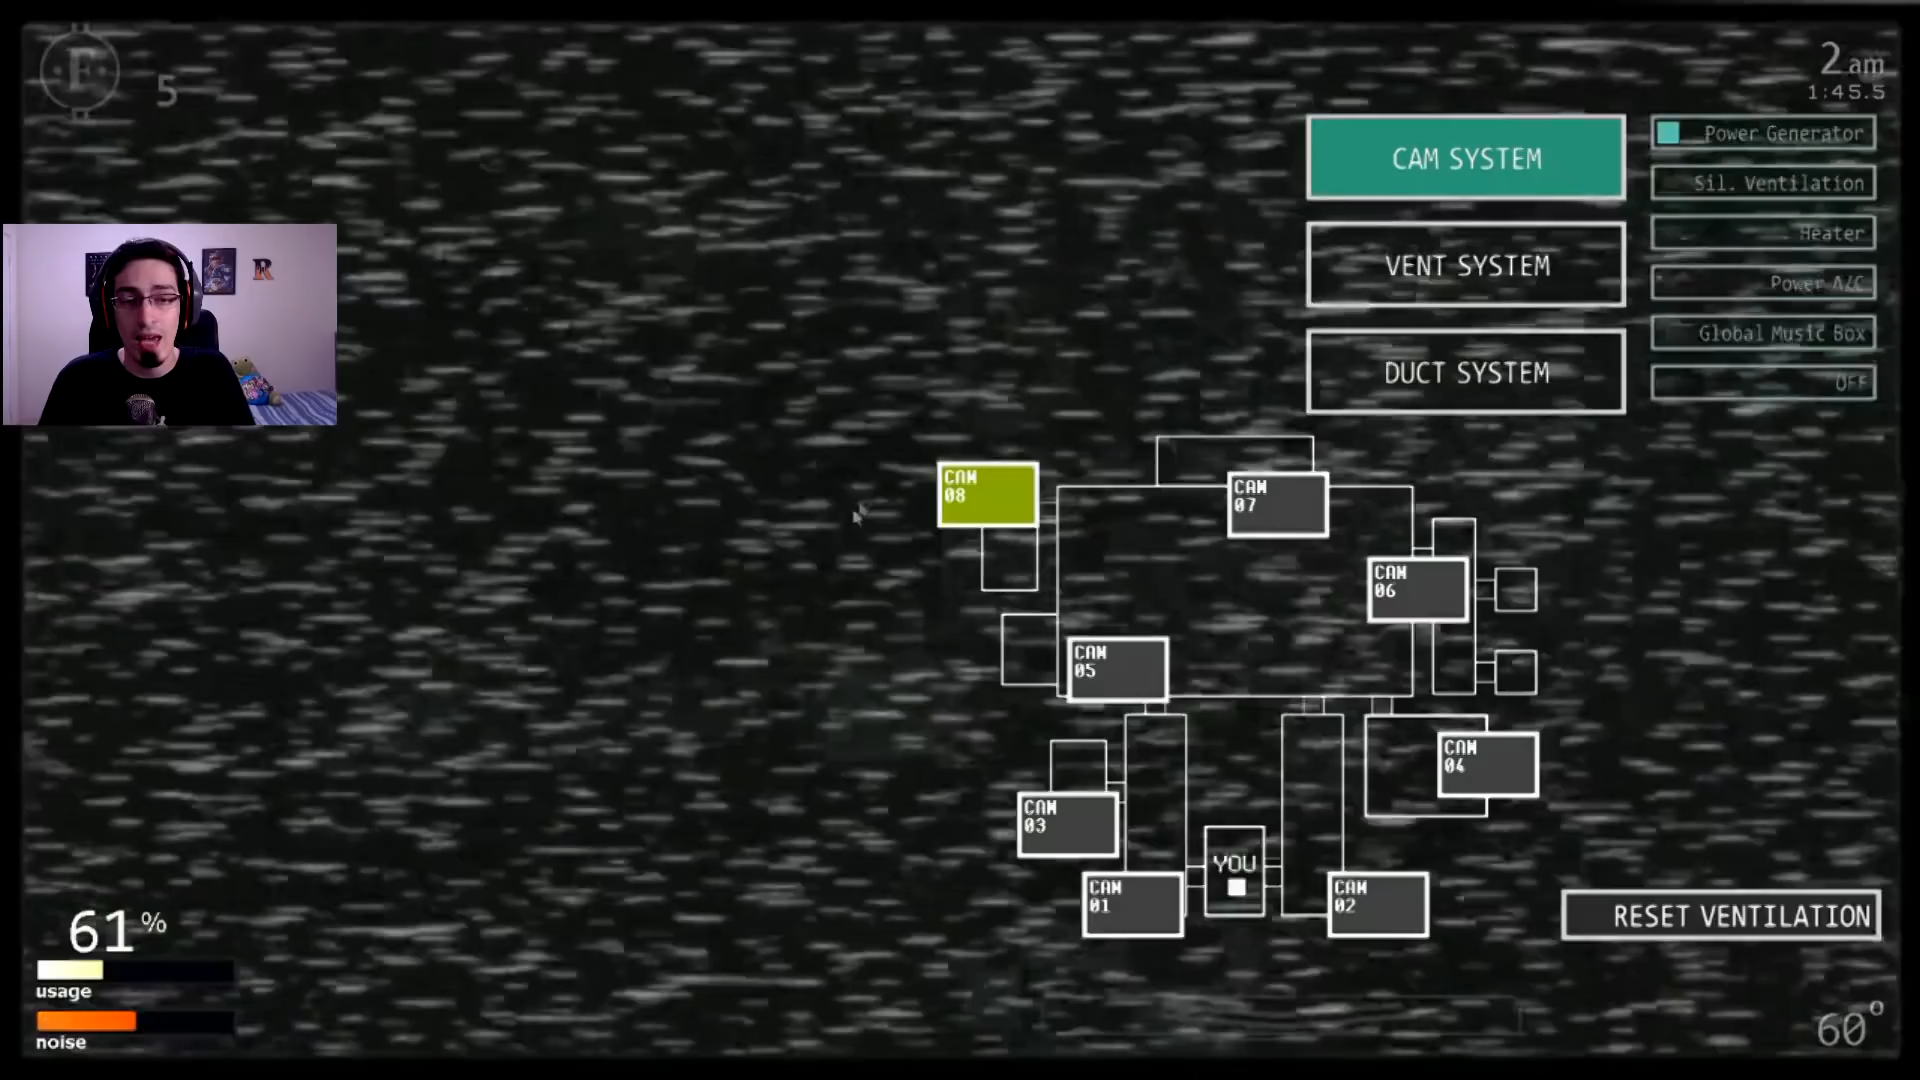 F
5
2 am
1:45.5
CAM SYSTEM
VENT SYSTEM
DUCT SYSTEM
Power Generator
Sil. Ventilation
Heater
Power A/C
Global Music Box
OFF
R
CAM
08
CAM
07
CAM
06
CAM
05
CAM
04
CAM
03
YOU
CAM
01
CAM
02
RESET VENTILATION
61%
usage
noise
60°